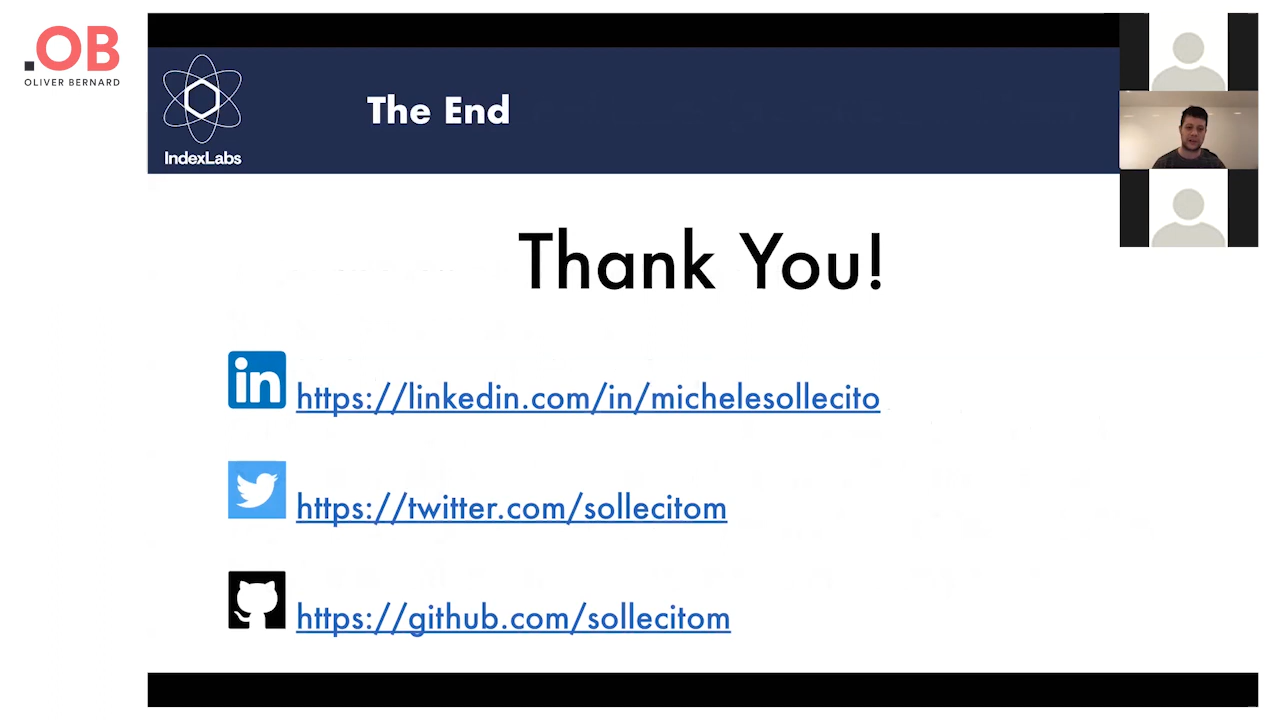 .OB
OLIVER BERNARD
IndexLabs
The End
Thank You!
in
https://linkedin.com/in/michelesollecito
https://twitter.com/sollecitom
https://github.com/sollecitom